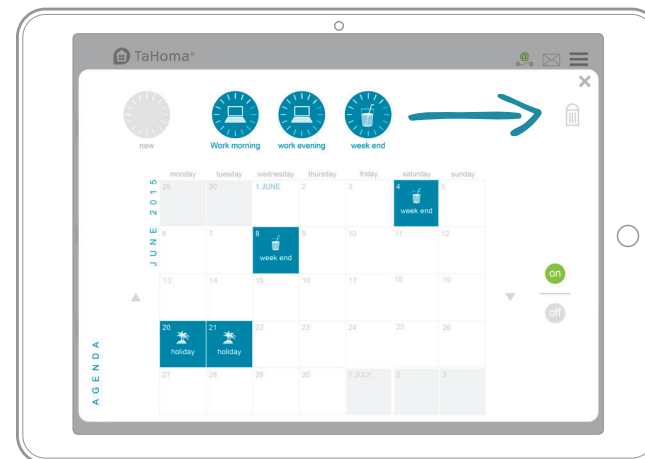 TaHoma®
@
new
Work morning
work evening
week end
JUNE 2015
monday tuesday wednesday thursday friday saturday sunday
29 30 1 JUNE 2 3 4 5
week end
6 7 8 9 10 11 12
week end
13 14 15 16 17 18 19
on
off
20 21 22 23 24 25 26
holiday holiday
27 28 29 30 1 JULY 2 3
AGENDA